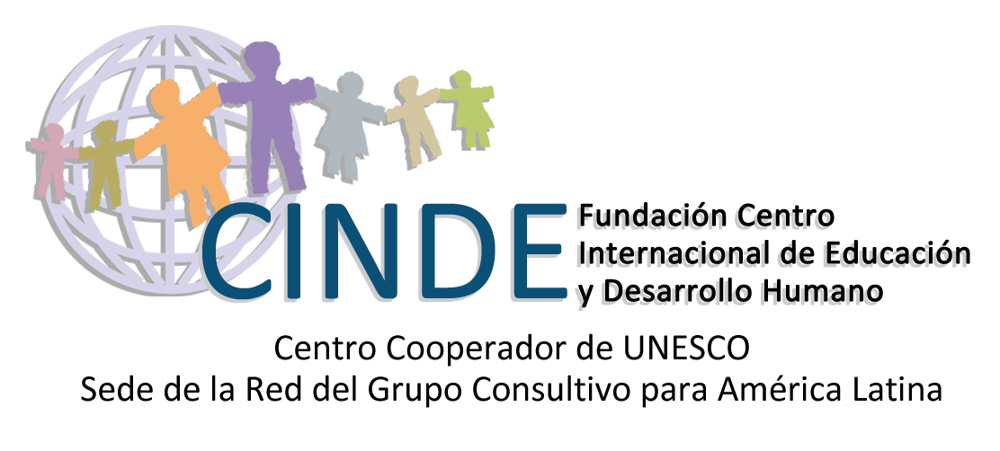 CINDE
Fundación Centro
Internacional de Educación
y Desarrollo Humano
Centro Cooperador de UNESCO
Sede de la Red del Grupo Consultivo para América Latina